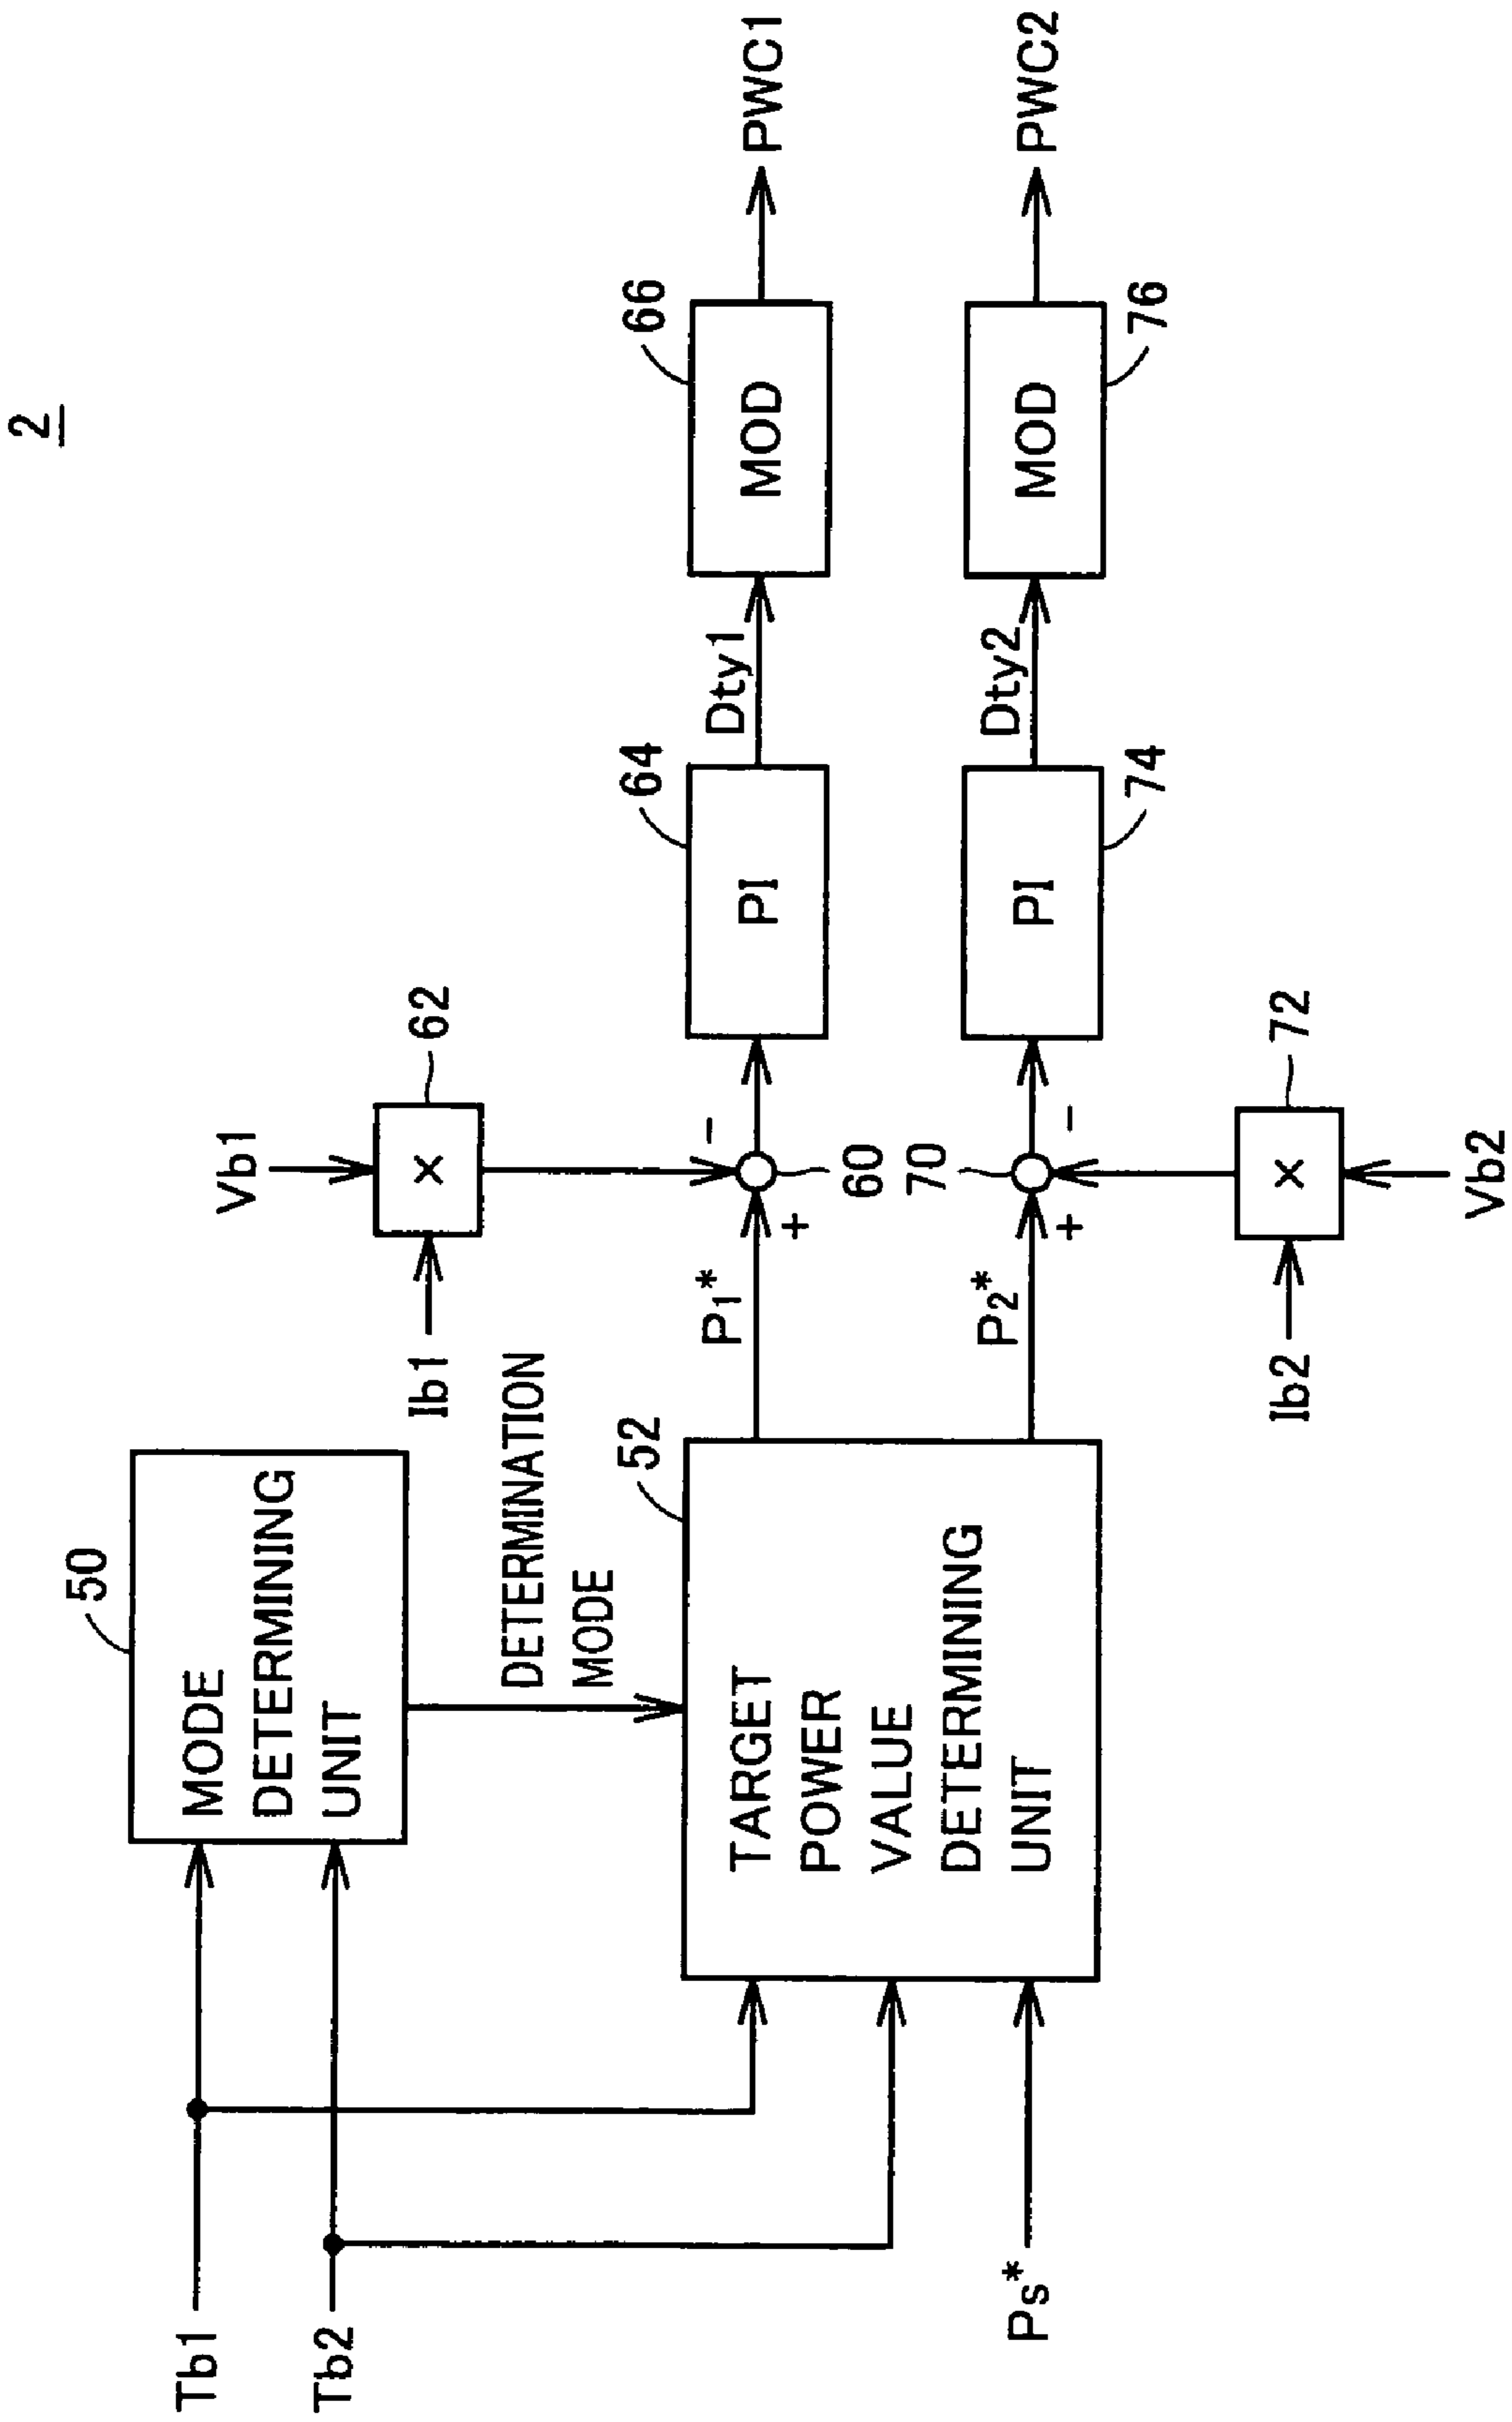 2
50
MODE
DETERMINING
UNIT
Tb1
Tb2
DETERMINATION
MODE
Vb1
Ib1
×
62
52
TARGET
POWER
VALUE
DETERMINING
UNIT
Ps*
P1*
P2*
+
−
60
64
PI
Dty1
66
MOD
PWC1
70
+
−
74
PI
Dty2
76
MOD
PWC2
72
×
Ib2
Vb2